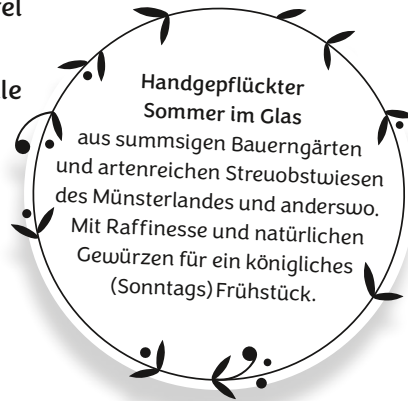 Handgepflückter
Sommer im Glas
aus summsigen Bauerngärten
und artenreichen Streuobstwiesen
des Münsterlandes und anderswo.
Mit Raffinesse und natürlichen
Gewürzen für ein königliches
(Sonntags) Frühstück.